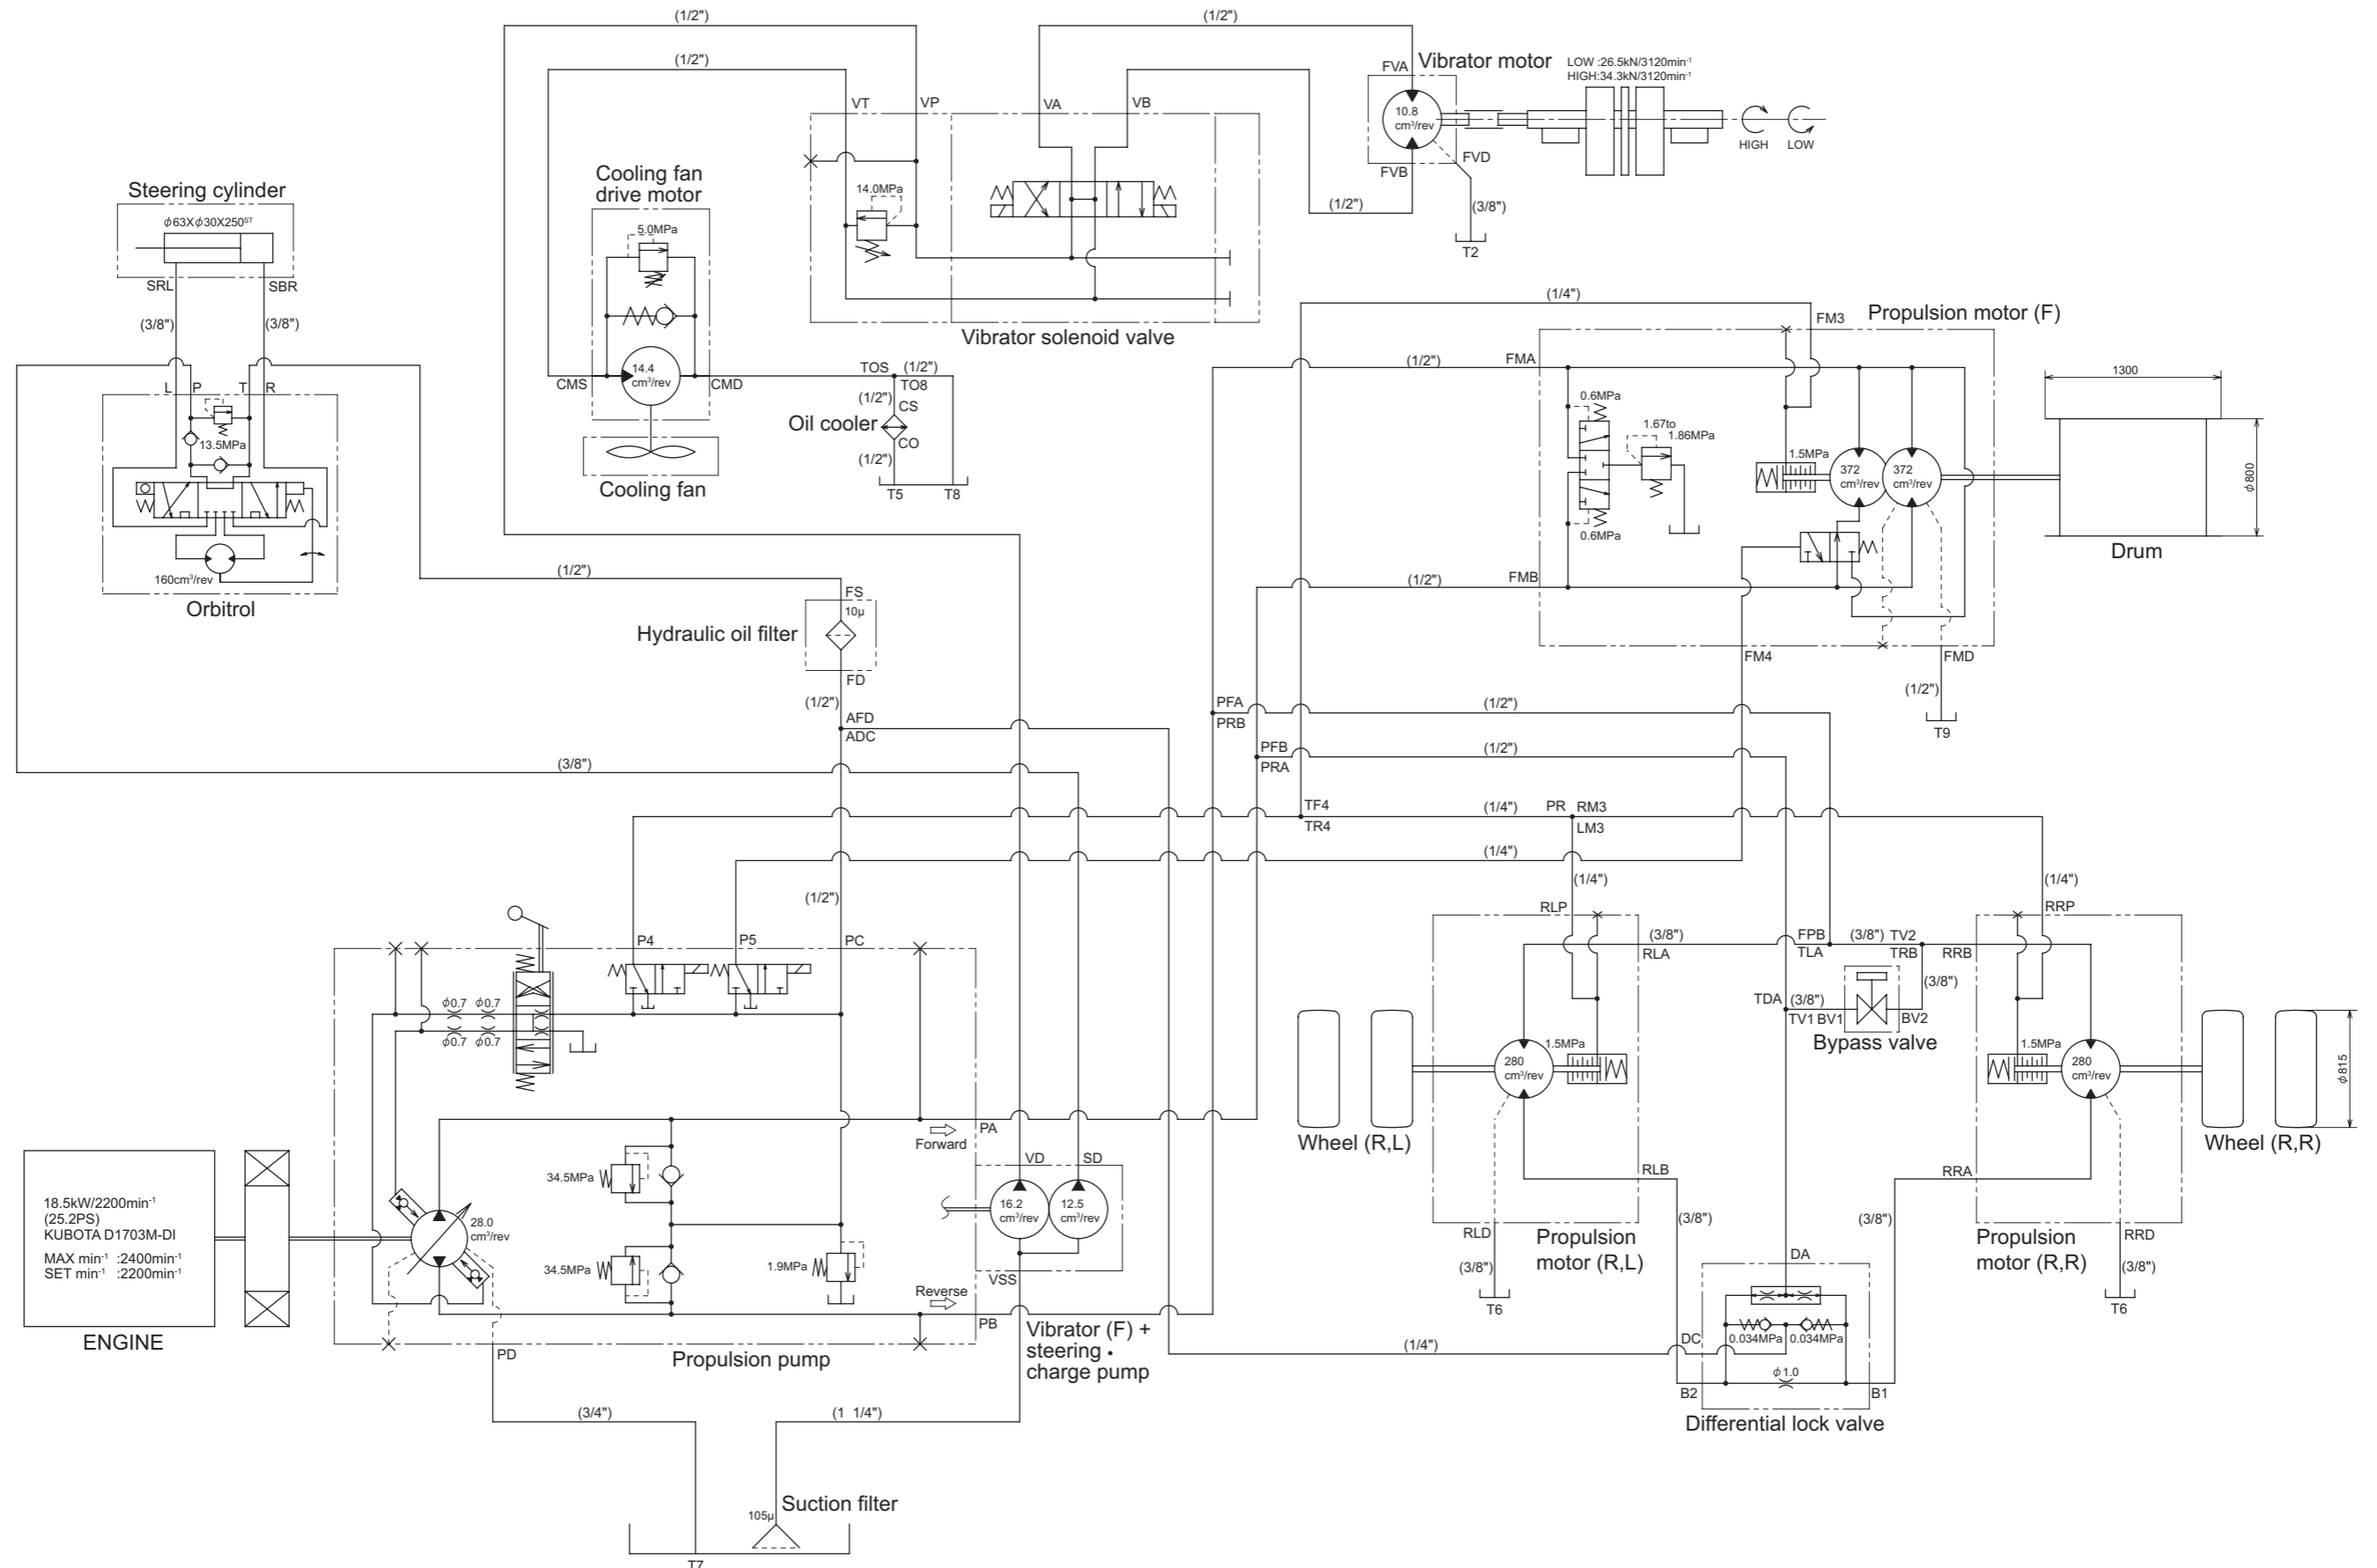 (1/2")
(1/2")
(1/2")
Vibrator motor
LOW :26.5kN/3120min⁻¹
HIGH:34.3kN/3120min⁻¹
FVA
VT
VP
VA
VB
10.8
cm³/rev
HIGH
LOW
FVD
FVB
(1/2")
(3/8")
T2
Steering cylinder
φ63Xφ30X250ST
SRL
SBR
(3/8")
(3/8")
Cooling fan
drive motor
5.0MPa
14.0MPa
Vibrator solenoid valve
14.4
cm³/rev
CMS
CMD
TOS
(1/2")
TO8
(1/2")
CS
Oil cooler
CO
(1/2")
T5
T8
Cooling fan
L
P
T
R
13.5MPa
160cm³/rev
Orbitrol
(1/4")
FM3
Propulsion motor (F)
(1/2")
FMA
0.6MPa
1.67to
1.86MPa
1.5MPa
372
cm³/rev
372
cm³/rev
0.6MPa
1300
φ800
Drum
(1/2")
FMB
FM4
FMD
(1/2")
T9
(1/2")
FS
10μ
Hydraulic oil filter
FD
(1/2")
AFD
ADC
(3/8")
PFA
PRB
(1/2")
PFB
PRA
(1/2")
TF4
TR4
(1/4")
PR
RM3
LM3
(1/4")
(1/2")
(1/4")
(1/4")
P4
P5
PC
φ0.7
φ0.7
φ0.7
φ0.7
RLP
RRP
(3/8")
RLA
FPB
TLA
(3/8")
TV2
TRB
RRB
(3/8")
TDA
(3/8")
TV1
BV1
BV2
Bypass valve
280
cm³/rev
1.5MPa
1.5MPa
280
cm³/rev
φ815
Wheel (R,L)
Wheel (R,R)
Forward
PA
34.5MPa
34.5MPa
1.9MPa
28.0
cm³/rev
18.5kW/2200min⁻¹
(25.2PS)
KUBOTA D1703M-DI
MAX min⁻¹ :2400min⁻¹
SET min⁻¹ :2200min⁻¹
ENGINE
VD
SD
16.2
cm³/rev
12.5
cm³/rev
VSS
Reverse
PB
PD
Propulsion pump
Vibrator (F) +
steering •
charge pump
RLB
RRA
RLD
Propulsion
motor (R,L)
(3/8")
T6
(3/8")
(3/8")
Propulsion
motor (R,R)
RRD
(3/8")
T6
DA
0.034MPa
0.034MPa
DC
(1/4")
φ1.0
B2
B1
Differential lock valve
(3/4")
(1 1/4")
Suction filter
105μ
T7